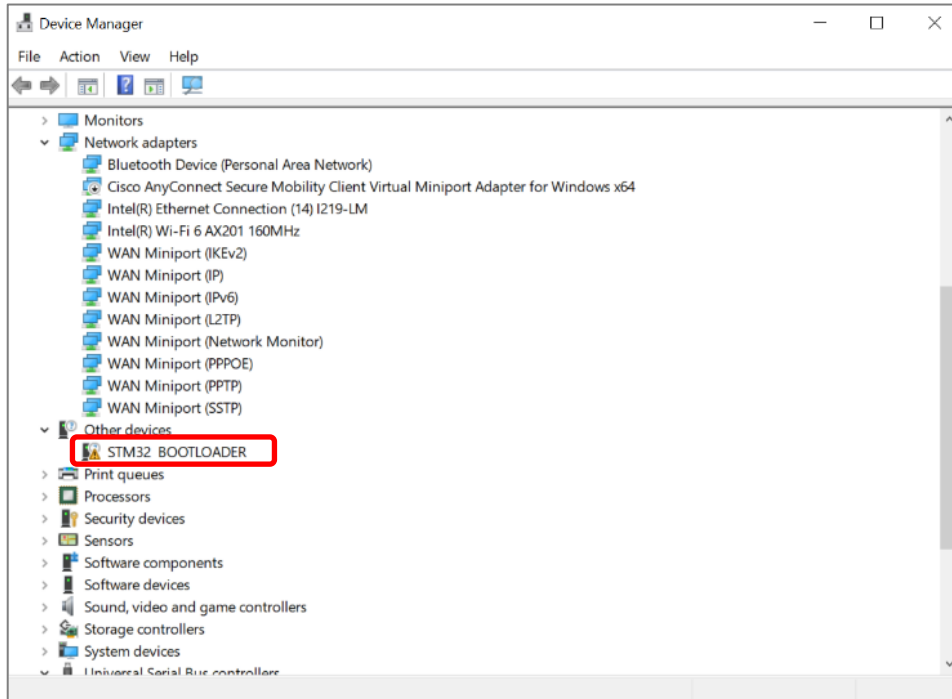 Device Manager
File Action View Help
Monitors
Network adapters
Bluetooth Device (Personal Area Network)
Cisco AnyConnect Secure Mobility Client Virtual Miniport Adapter for Windows x64
Intel(R) Ethernet Connection (14) I219-LM
Intel(R) Wi-Fi 6 AX201 160MHz
WAN Miniport (IKEv2)
WAN Miniport (IP)
WAN Miniport (IPv6)
WAN Miniport (L2TP)
WAN Miniport (Network Monitor)
WAN Miniport (PPPOE)
WAN Miniport (PPTP)
WAN Miniport (SSTP)
Other devices
STM32 BOOTLOADER
Print queues
Processors
Security devices
Sensors
Software components
Software devices
Sound, video and game controllers
Storage controllers
System devices
Universal Serial Bus controllers